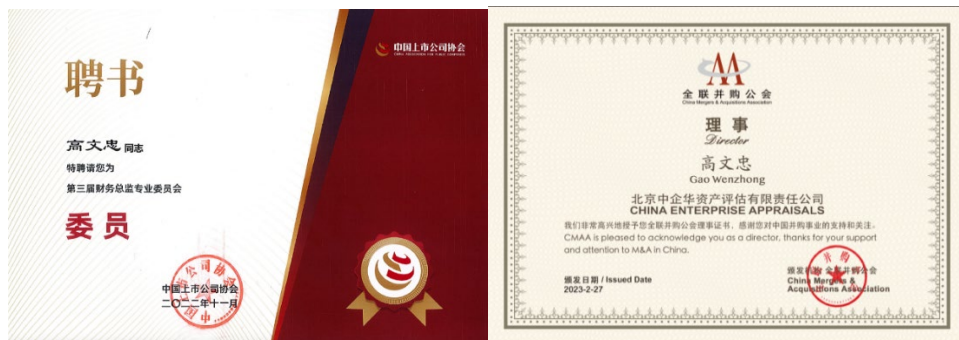 中国上市公司协会
CHINA ASSOCIATION FOR PUBLIC COMPANIES
聘书
高文忠 同志
特聘请您为
第三届财务总监专业委员会
委员
中国上市公司协会
二〇二二年十一月
全联并购公会
China Mergers & Acquisitions Association
理事
Director
高文忠
Gao Wenzhong
北京中企华资产评估有限责任公司
CHINA ENTERPRISE APPRAISALS
我们非常高兴地授予您全联并购公会理事证书，感谢您对中国并购事业的支持和关注。
CMAA is pleased to acknowledge you as a director, thanks for your support
and attention to M&A in China.
颁发日期 / Issued Date
2023-2-27
颁发机构 全联并购公会
China Mergers &
Acquisitions Association